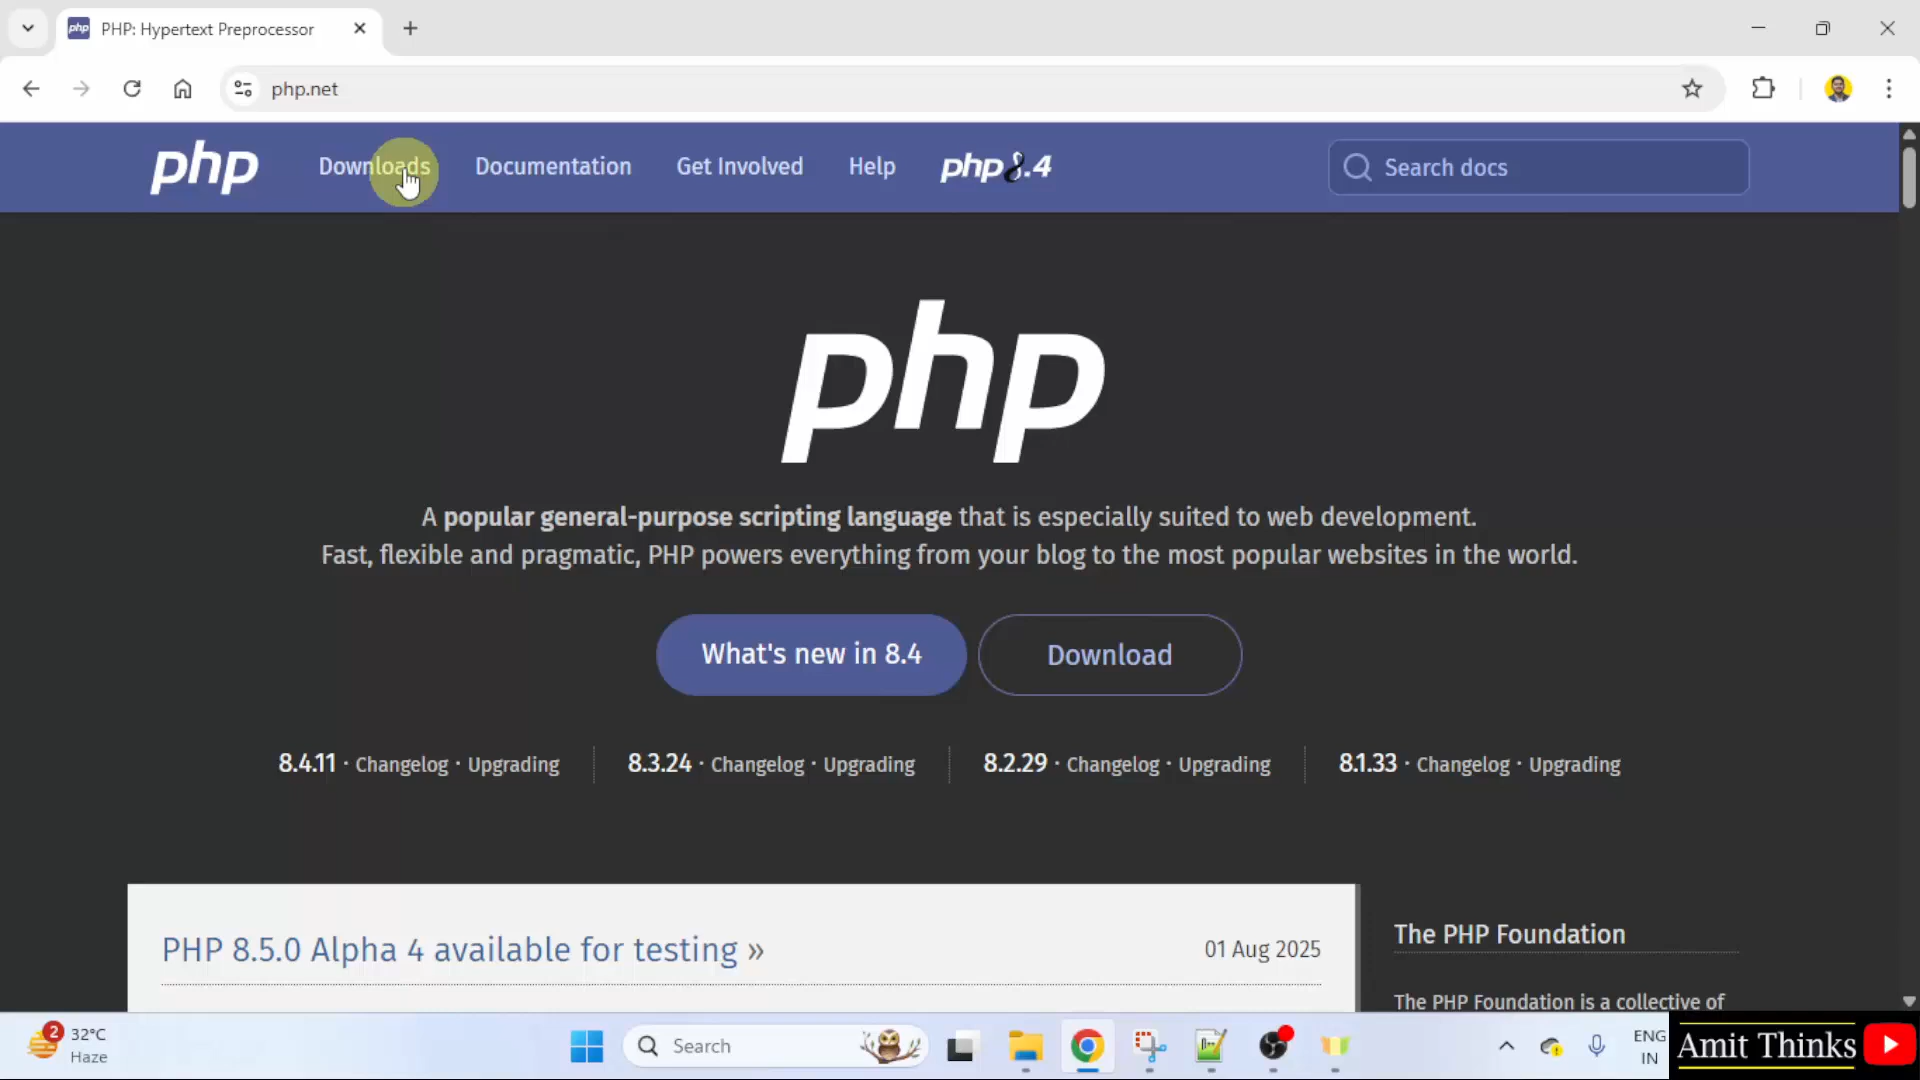 php PHP: Hypertext Preprocessor
php.net
php Downloads Documentation Get Involved Help php8.4 Search docs
php
A popular general-purpose scripting language that is especially suited to web development.
Fast, flexible and pragmatic, PHP powers everything from your blog to the most popular websites in the world.
What's new in 8.4 Download
8.4.11 · Changelog · Upgrading 8.3.24 · Changelog · Upgrading 8.2.29 · Changelog · Upgrading 8.1.33 · Changelog · Upgrading
PHP 8.5.0 Alpha 4 available for testing » 01 Aug 2025
The PHP Foundation
The PHP Foundation is a collective of
2 32°C
Haze
Search
ENG
IN
Amit Thinks